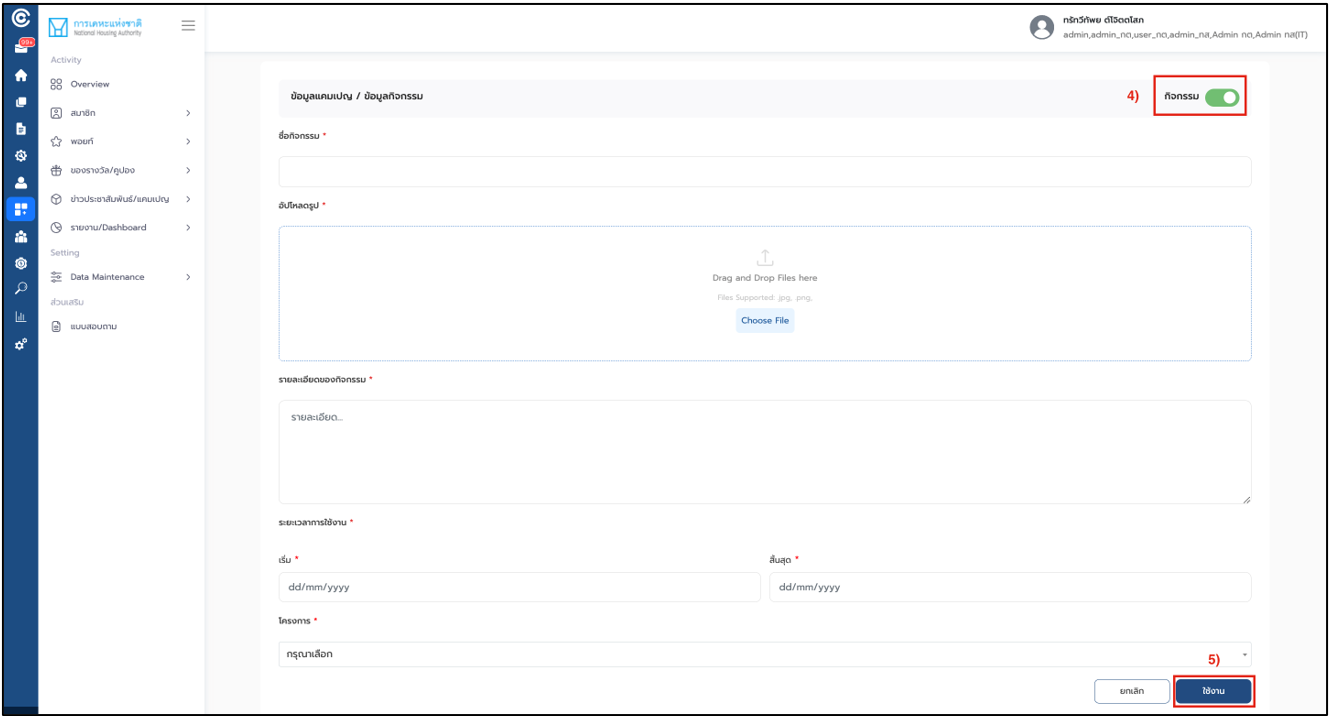 99+
การเคหะแห่งชาติ
National Housing Authority
ทรักทวีทัพย ดีโอิตตโสภ
admin,admin_กต,user_กต,admin_กส,Admin กต,Admin กส(IT)
Activity
Overview
สมาชิก
พอยท์
ของรางวัล/คูปอง
ข่าวประชาสัมพันธ์/แคมเปญ
รายงาน/Dashboard
Setting
Data Maintenance
ส่วนเสริม
แบบสอบถาม
ข้อมูลแคมเปญ / ข้อมูลกิจกรรม
4)
กิจกรรม
ชื่อกิจกรรม *
อัปโหลดรูป *
Drag and Drop Files here
Files Supported: .jpg, .png,
Choose File
รายละเอียดของกิจกรรม *
รายละเอียด...
ระยะเวลาการใช้งาน *
เริ่ม *
สิ้นสุด *
dd/mm/yyyy
dd/mm/yyyy
โครงการ *
กรุณาเลือก
5)
ยกเลิก
ใช้งาน